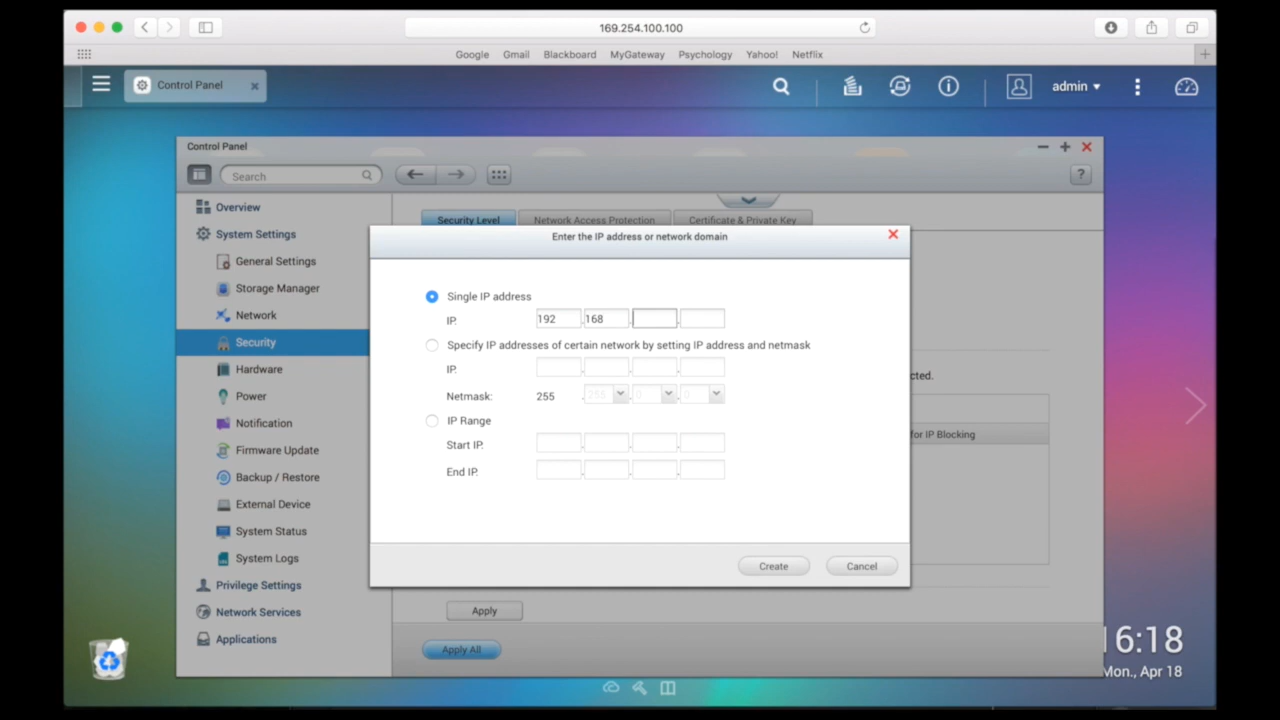 169.254.100.100
Google Gmail Blackboard MyGateway Psychology Yahoo! Netflix
Control Panel
admin
Control Panel
Search
Overview
System Settings
General Settings
Storage Manager
Network
Security
Hardware
Power
Notification
Firmware Update
Backup / Restore
External Device
System Status
System Logs
Privilege Settings
Network Services
Applications
Security Level Network Access Protection Certificate & Private Key
Enter the IP address or network domain
Single IP address
IP: 192 .168 . .
Specify IP addresses of certain network by setting IP address and netmask
IP: . . .
Netmask: 255 .255 .0 .0
IP Range
Start IP: . . .
End IP: . . .
Create Cancel
cted.
for IP Blocking
Apply
Apply All
?
16:18
Mon., Apr 18